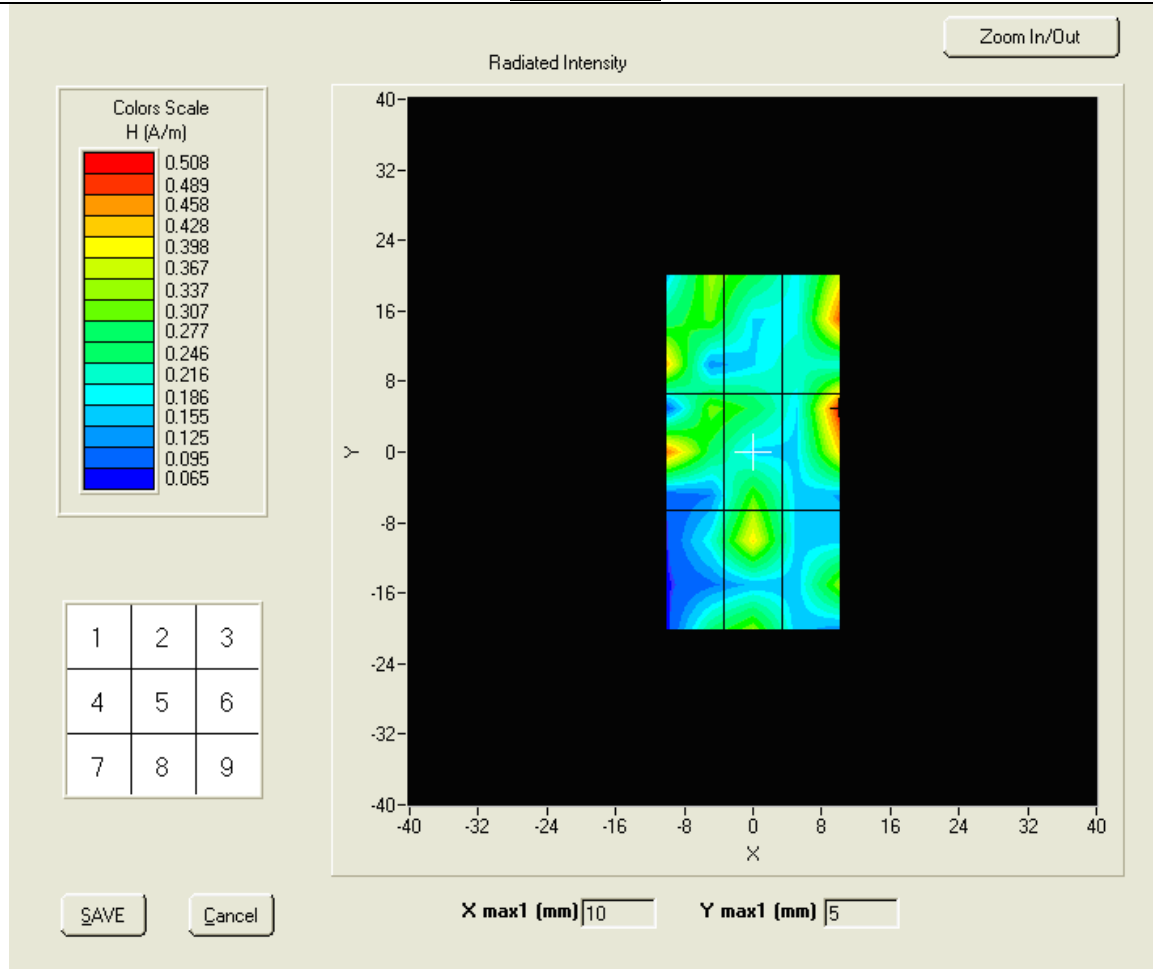 Zoom In/Out
Radiated Intensity
Colors Scale
H (A/m)
0.508
0.489
0.458
0.428
0.398
0.367
0.337
0.307
0.277
0.246
0.216
0.186
0.155
0.125
0.095
0.065
40
32
24
16
8
0
-8
-16
-24
-32
-40
Y
-40 -32 -24 -16 -8 0 8 16 24 32 40
X
1 2 3
4 5 6
7 8 9
SAVE Cancel
X max1 (mm) 10 Y max1 (mm) 5